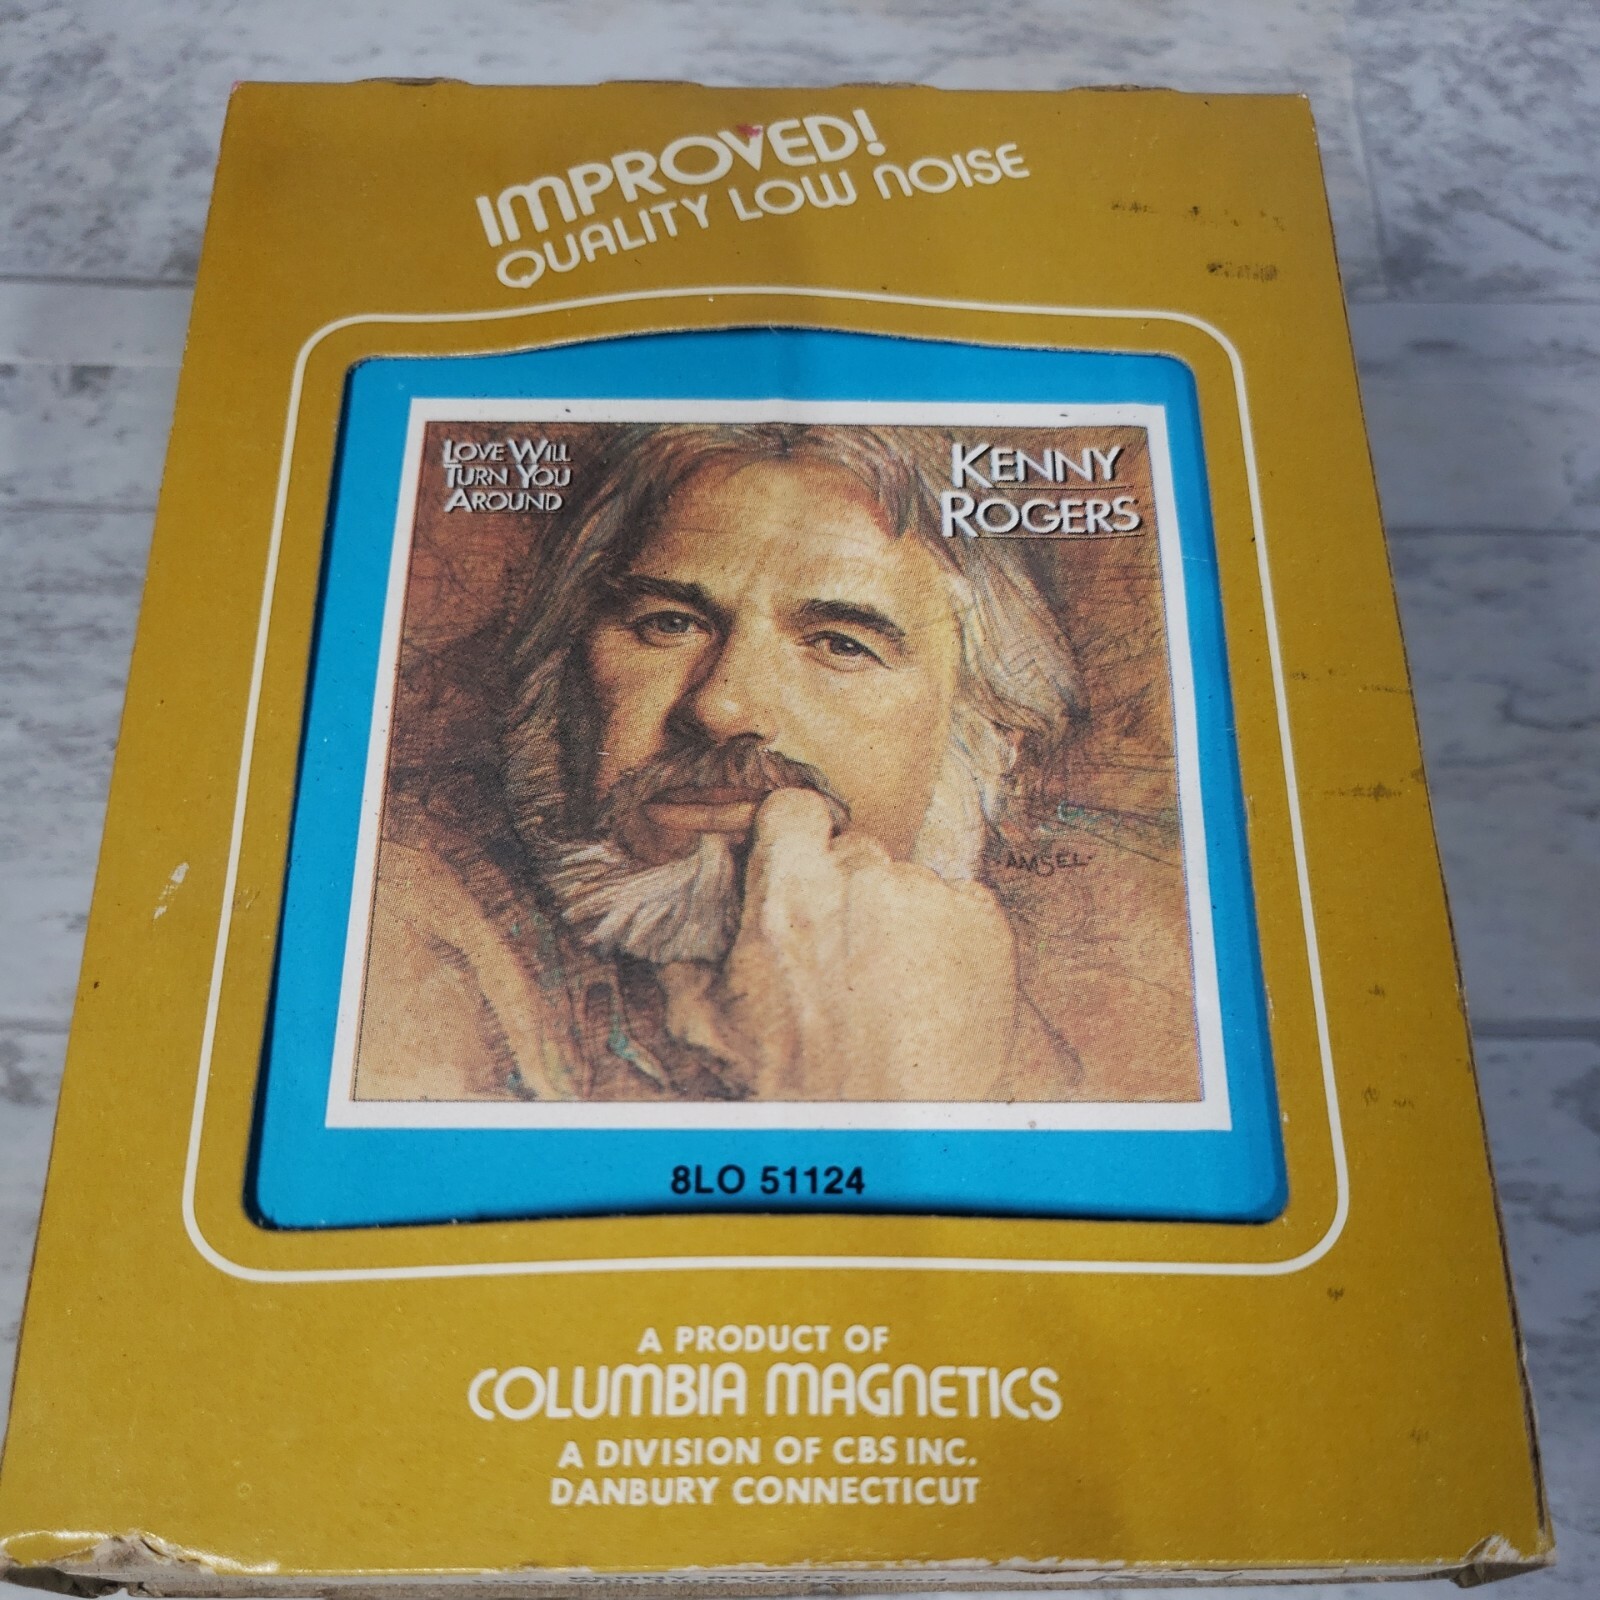 IMPROVED!
QUALITY LOW NOISE
LOVE WILL
TURN YOU
AROUND
KENNY
ROGERS
AMSEL
8LO 51124
A PRODUCT OF
COLUMBIA MAGNETICS
A DIVISION OF CBS INC.
DANBURY CONNECTICUT